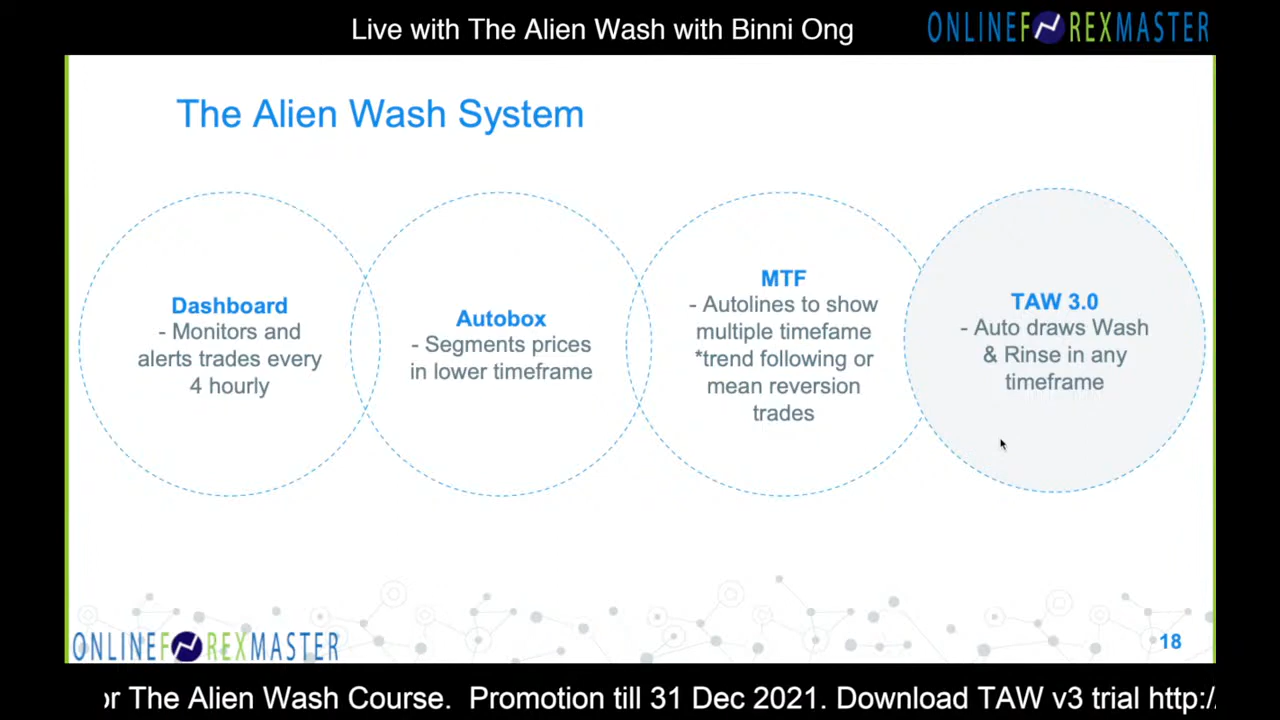 Live with The Alien Wash with Binni Ong
ONLINEFOREXMASTER
The Alien Wash System
Dashboard
- Monitors and
alerts trades every
4 hourly
Autobox
- Segments prices
in lower timeframe
MTF
- Autolines to show
multiple timefame
*trend following or
mean reversion
trades
TAW 3.0
- Auto draws Wash
& Rinse in any
timeframe
ONLINEFOREXMASTER
18
or The Alien Wash Course. Promotion till 31 Dec 2021. Download TAW v3 trial http:/